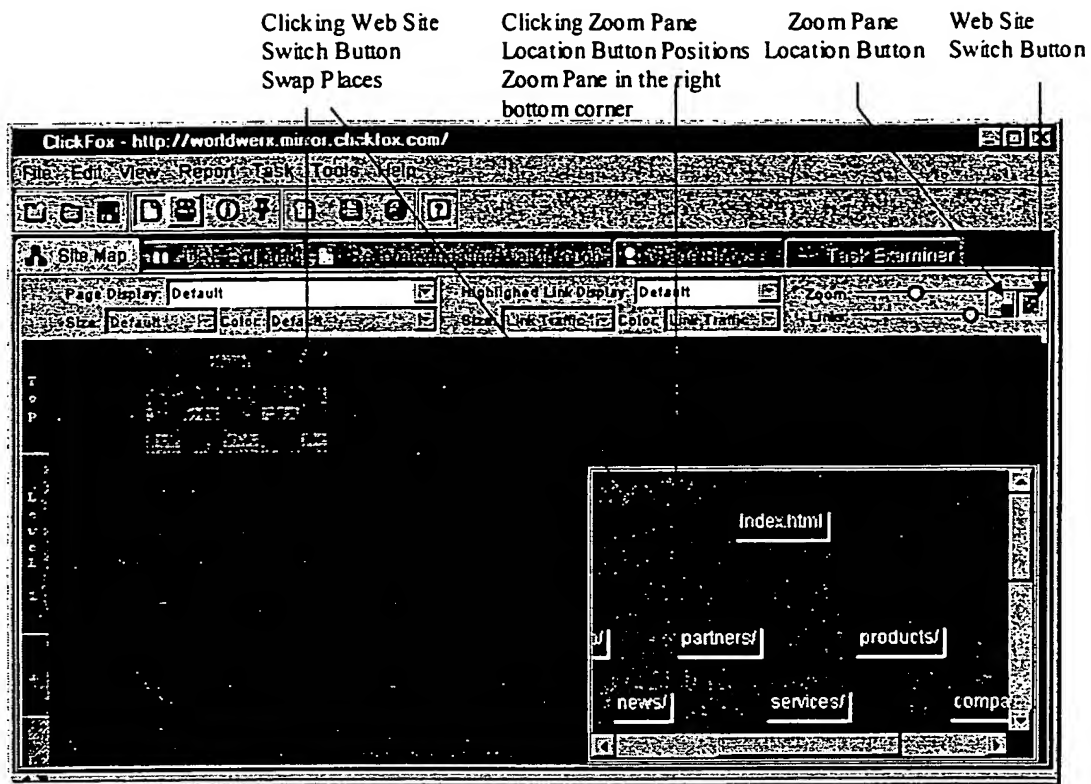 Clicking Web Site
Switch Button
Swap Places
Clicking Zoom Pane
Location Button Positions
Zoom Pane in the right
bottom corner
Zoom Pane
Location Button
Web Site
Switch Button
ClickFox - http://worldwerx.mirror.clickfox.com/
File Edit View Report Task Tools Help
Site Map
Task Examiner
Page Display: Default
Highlighed Link Display: Default
Zoom
Size: Default Color: Default
Size: Link Traffic Color: Link Traffic
Links
Top
index.html
partners/
products/
news/
services/
compa